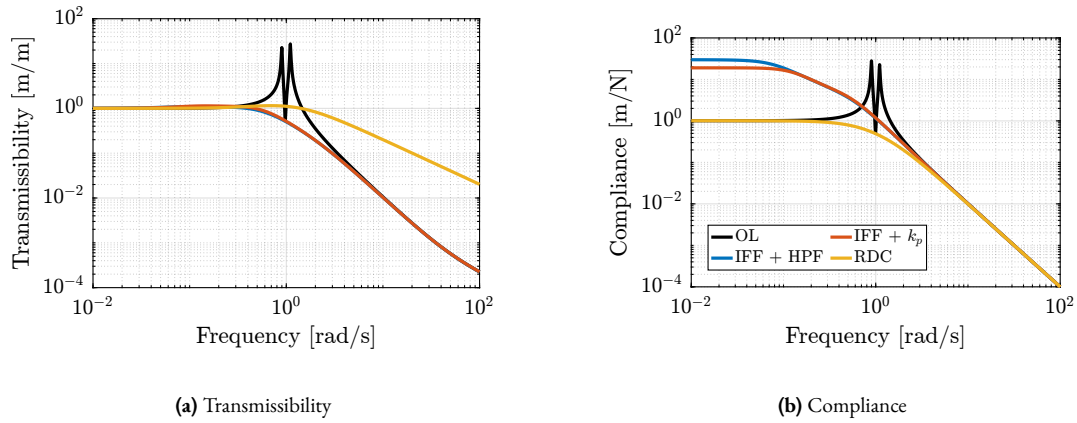 10^2
10^0
10^-2
10^-4
Transmissibility [m/m]
10^-2
10^0
10^2
Frequency [rad/s]
(a) Transmissibility
10^2
10^0
10^-2
10^-4
Compliance [m/N]
OL
IFF + k_p
IFF + HPF
RDC
10^-2
10^0
10^2
Frequency [rad/s]
(b) Compliance